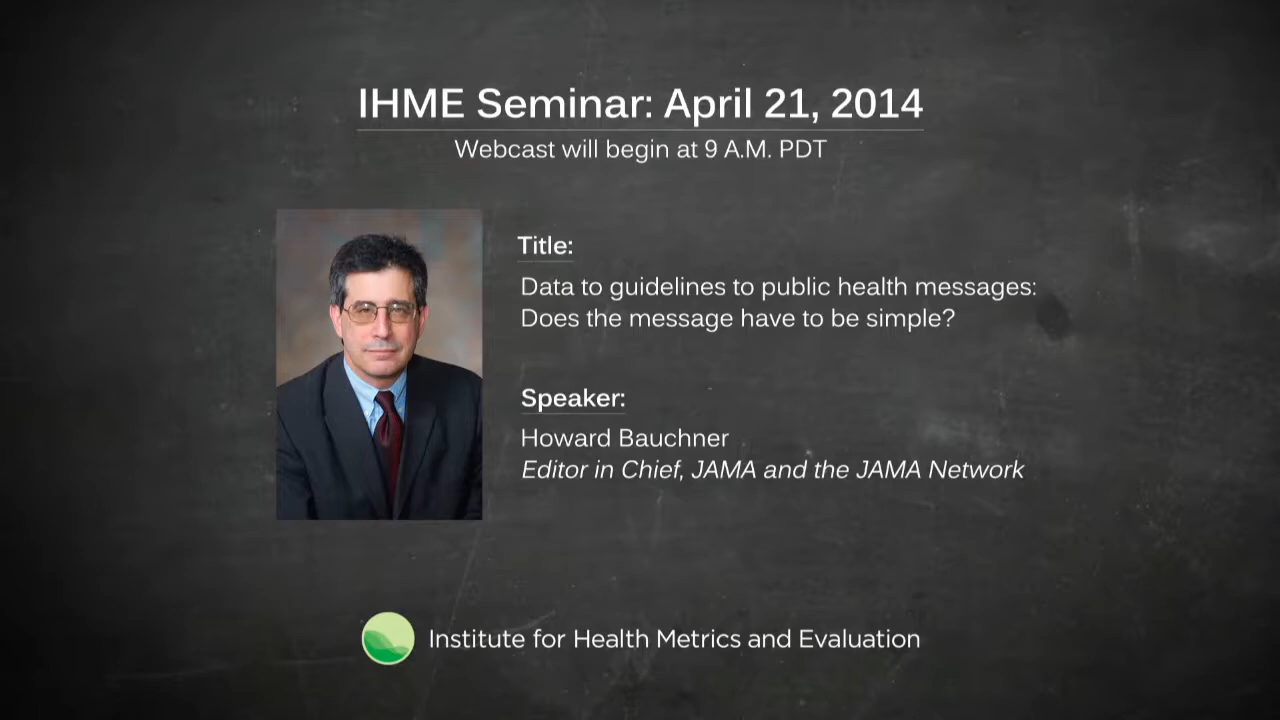 IHME Seminar: April 21, 2014
Webcast will begin at 9 A.M. PDT
Title:
Data to guidelines to public health messages:
Does the message have to be simple?
Speaker:
Howard Bauchner
Editor in Chief, JAMA and the JAMA Network
Institute for Health Metrics and Evaluation